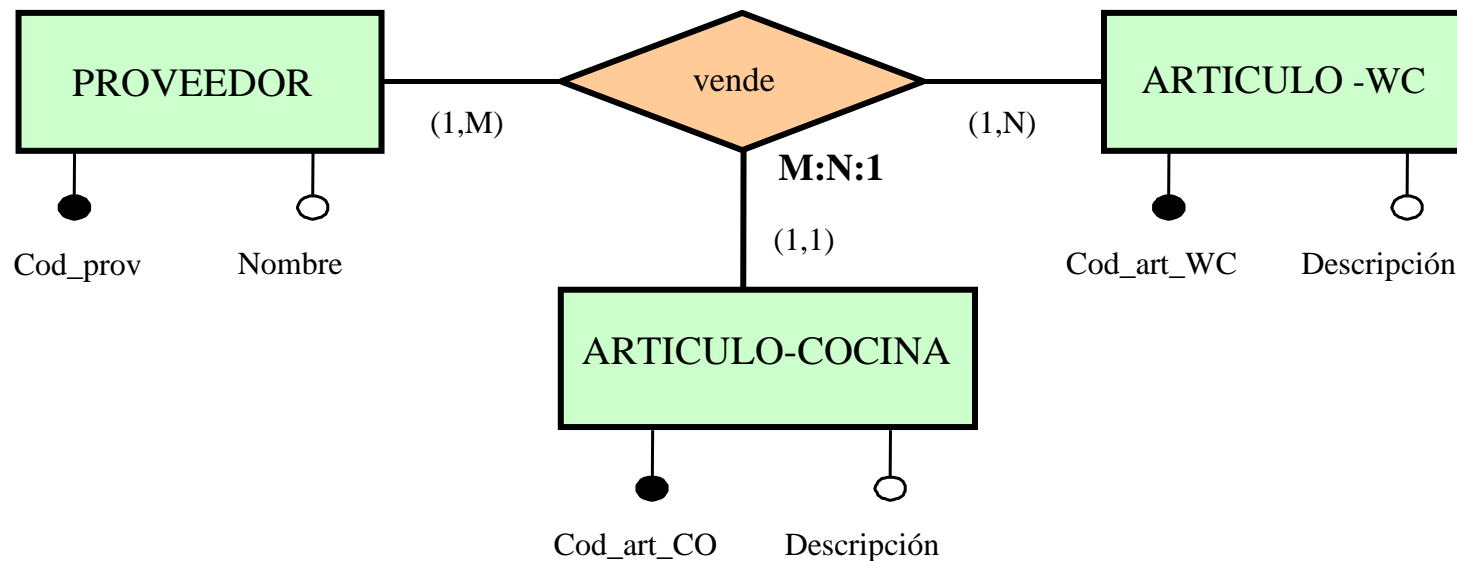 PROVEEDOR
vende
ARTICULO -WC
(1,M)
(1,N)
M:N:1
(1,1)
Cod_prov
Nombre
Cod_art_WC
Descripción
ARTICULO-COCINA
Cod_art_CO
Descripción